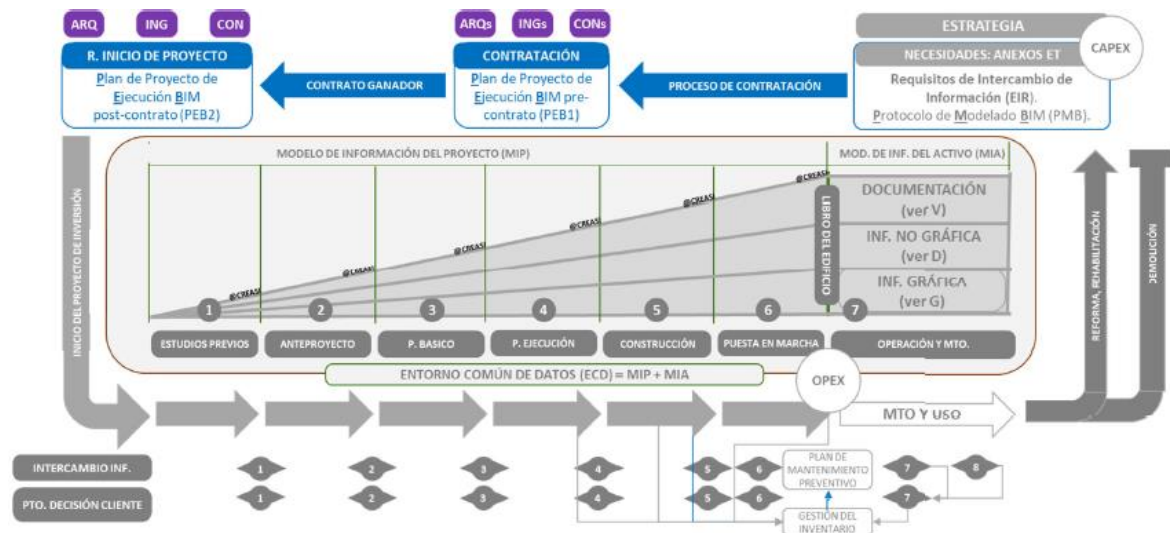 ARQ ING CON
ARQs INGs CONs
ESTRATEGIA
CAPEX
R. INICIO DE PROYECTO
Plan de Proyecto de
Ejecución BIM
post-contrato (PEB2)
CONTRATO GANADOR
CONTRATACIÓN
Plan de Proyecto de
Ejecución BIM pre-
contrato (PEB1)
PROCESO DE CONTRATACIÓN
NECESIDADES: ANEXOS ET
Requisitos de Intercambio de
Información (EIR).
Protocolo de Modelado BIM (PMB).
INICIO DEL PROYECTO DE INVERSIÓN
MODELO DE INFORMACIÓN DEL PROYECTO (MIP)
MOD. DE INF. DEL ACTIVO (MIA)
@CREASI
@CREASI
@CREASI
@CREASI
@CREASI
@CREASI
LIBRO DEL EDIFICIO
DOCUMENTACIÓN
(ver V)
INF. NO GRÁFICA
(ver D)
INF. GRÁFICA
(ver G)
1 2 3 4 5 6 7
ESTUDIOS PREVIOS
ANTEPROYECTO
P. BASICO
P. EJECUCIÓN
CONSTRUCCIÓN
PUESTA EN MARCHA
OPERACIÓN Y MTO.
ENTORNO COMÚN DE DATOS (ECD) = MIP + MIA
OPEX
MTO Y USO
REFORMA, REHABILITACIÓN
DEMOLUCIÓN
INTERCAMBIO INF.
1 2 3 4 5 6
PLAN DE
MANTENIMIENTO
PREVENTIVO
7 8
PTO. DECISIÓN CLIENTE
1 2 3 4 5 6
7
GESTIÓN DEL
INVENTARIO